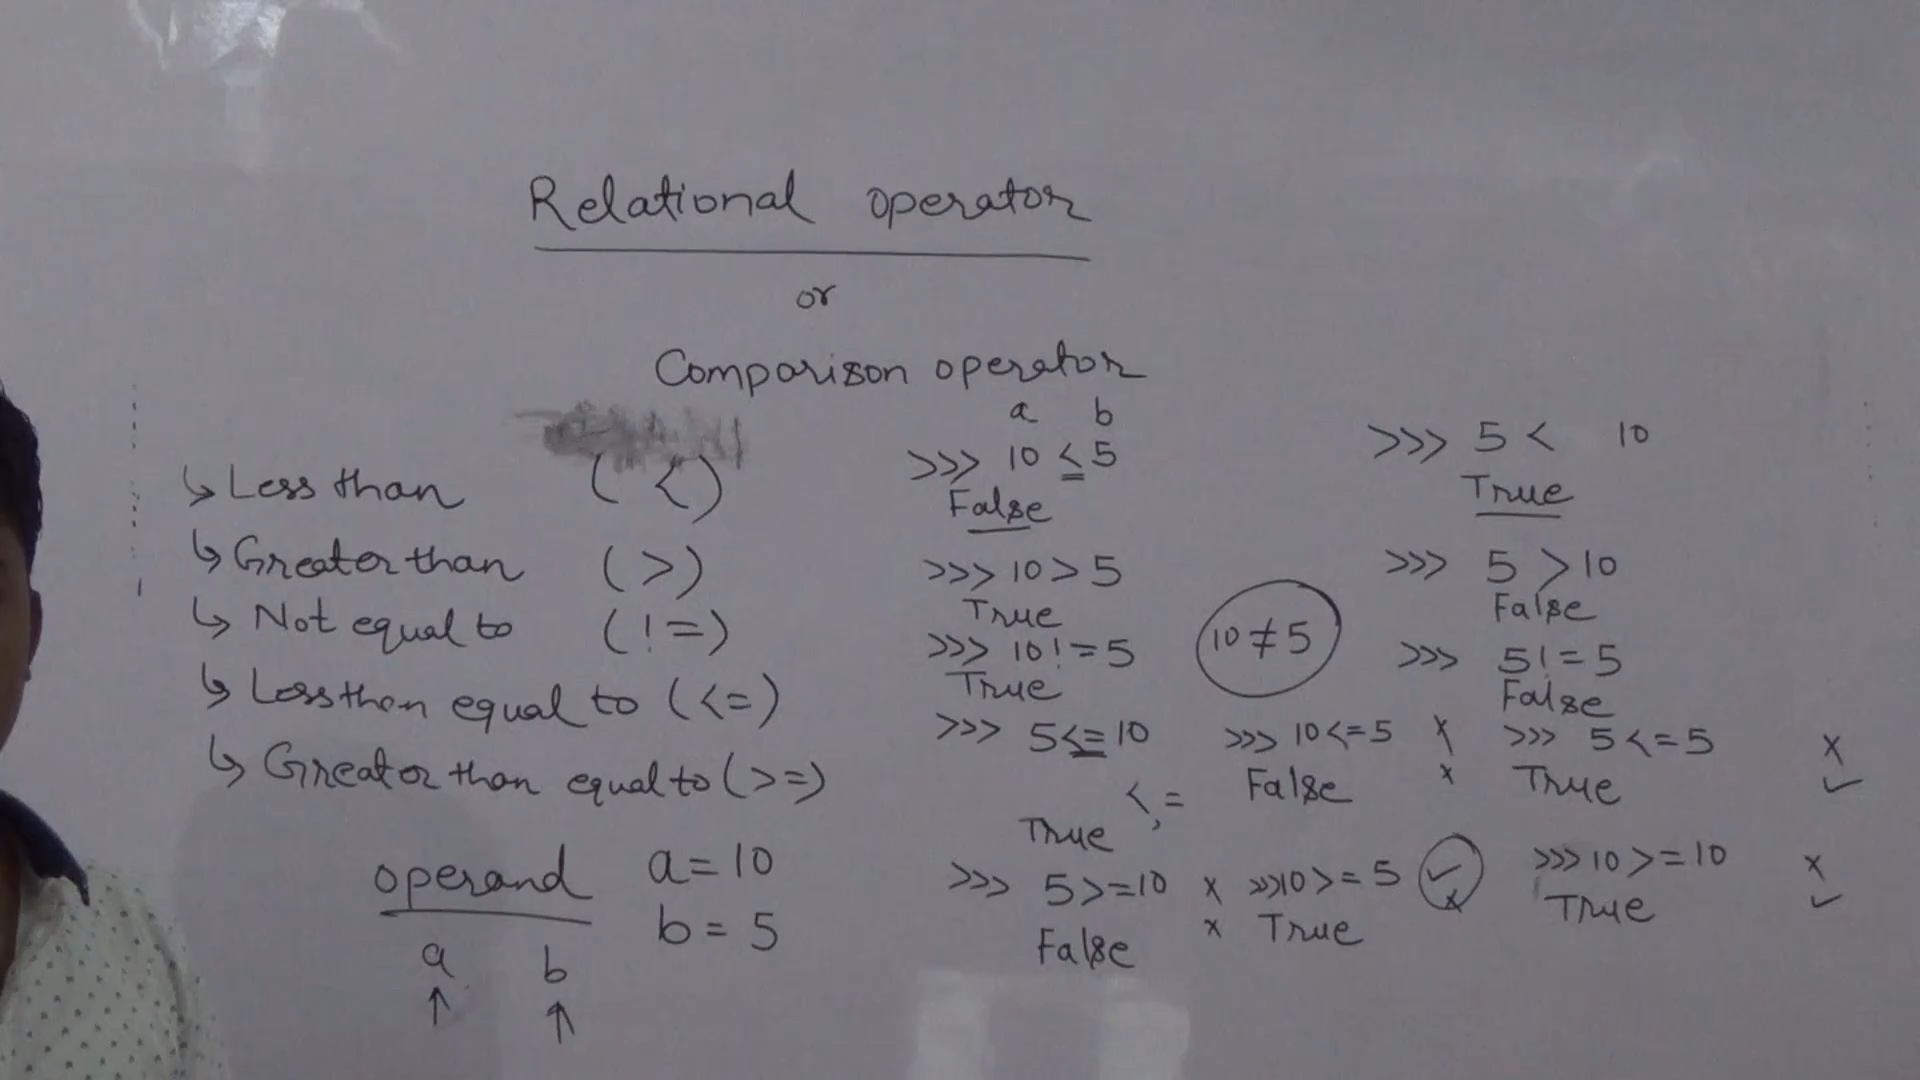 Relational operator
or
Comparison operator
↳ Less than ( < )
↳ Greater than ( > )
↳ Not equal to ( != )
↳ Less than equal to ( <= )
↳ Greater than equal to ( >= )
operand
a b
↑ ↑
a = 10
b = 5
a b
>>> 10 < 5
False
>>> 10 > 5
True
>>> 10 != 5
True
10 ≠ 5
>>> 5 <= 10
<, =
True
>>> 10 <= 5 x
False x
>>> 5 >= 10 x
False x
>>> 10 >= 5 ✓
True x
>>> 5 < 10
True
>>> 5 > 10
False
>>> 5 != 5
False
>>> 5 <= 5 x
True ✓
>>> 10 >= 10 x
True ✓